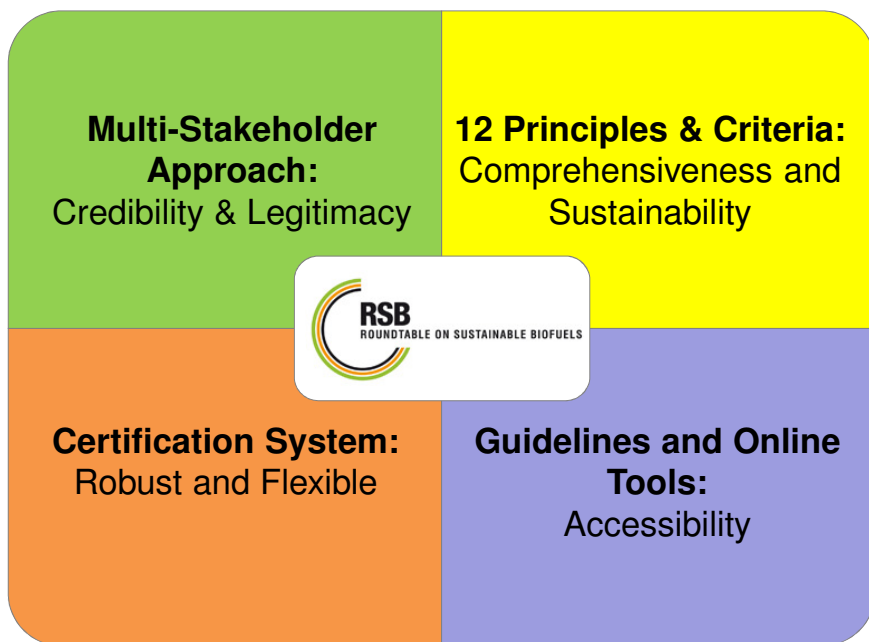 Multi-Stakeholder
Approach:
Credibility & Legitimacy
12 Principles & Criteria:
Comprehensiveness and
Sustainability
RSB
ROUNDTABLE ON SUSTAINABLE BIOFUELS
Certification System:
Robust and Flexible
Guidelines and Online
Tools:
Accessibility